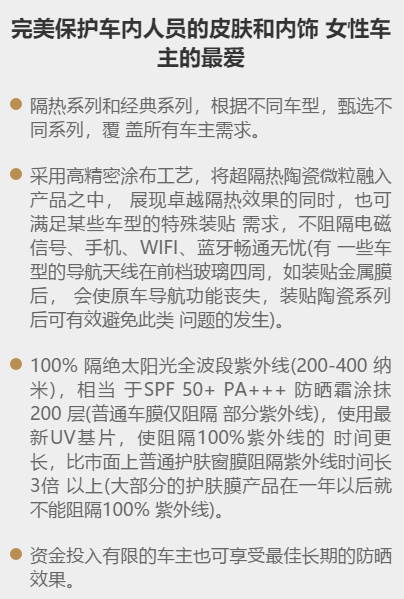 完美保护车内人员的皮肤和内饰 女性车
主的最爱
隔热系列和经典系列，根据不同车型，甄选不
同系列，覆 盖所有车主需求。
采用高精密涂布工艺，将超隔热陶瓷微粒融入
产品之中， 展现卓越隔热效果的同时，也可
满足某些车型的特殊装贴 需求，不阻隔电磁
信号、手机、WIFI、蓝牙畅通无忧(有 一些车
型的导航天线在前档玻璃四周，如装贴金属膜
后， 会使原车导航功能丧失，装贴陶瓷系列
后可有效避免此类 问题的发生)。
100% 隔绝太阳光全波段紫外线(200-400 纳
米)，相当 于SPF 50+ PA+++ 防晒霜涂抹
200 层(普通车膜仅阻隔 部分紫外线)，使用最
新UV基片，使阻隔100%紫外线的 时间更
长，比市面上普通护肤窗膜阻隔紫外线时间长
3倍 以上(大部分的护肤膜产品在一年以后就
不能阻隔100% 紫外线)。
资金投入有限的车主也可享受最佳长期的防晒
效果。